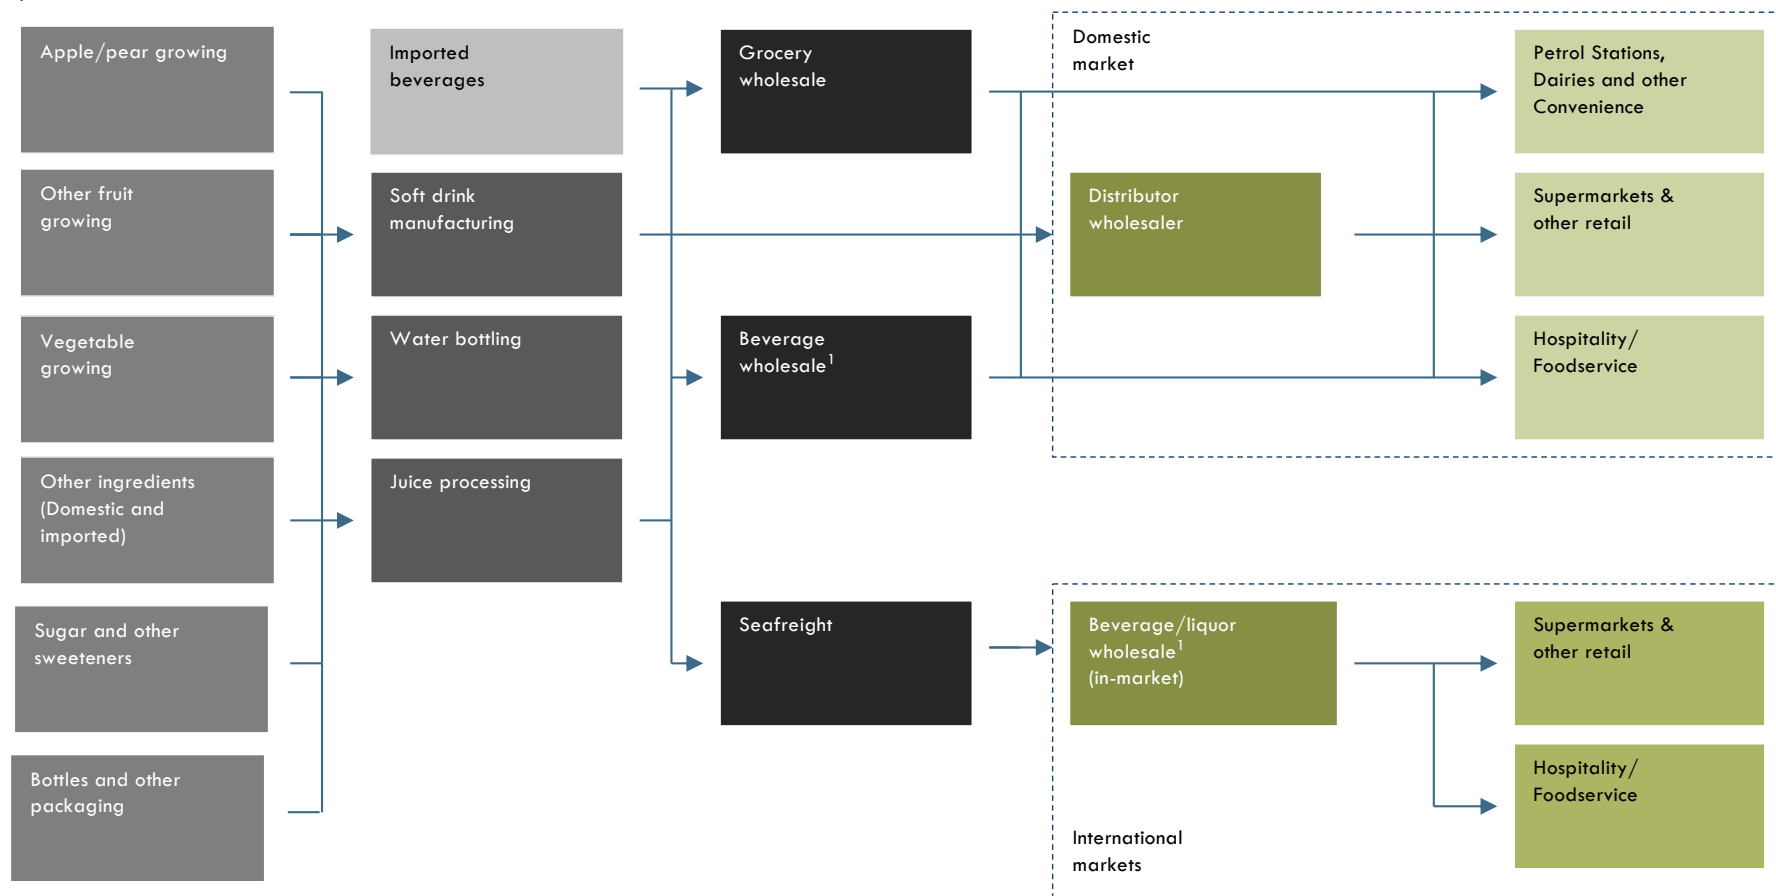 Apple/pear growing
Other fruit
growing
Vegetable
growing
Other ingredients
(Domestic and
imported)
Sugar and other
sweeteners
Bottles and other
packaging
Imported
beverages
Soft drink
manufacturing
Water bottling
Juice processing
Grocery
wholesale
Beverage
wholesale¹
Seafreight
Domestic
market
Distributor
wholesaler
Petrol Stations,
Dairies and other
Convenience
Supermarkets &
other retail
Hospitality/
Foodservice
Beverage/liquor
wholesale¹
(in-market)
International
markets
Supermarkets &
other retail
Hospitality/
Foodservice